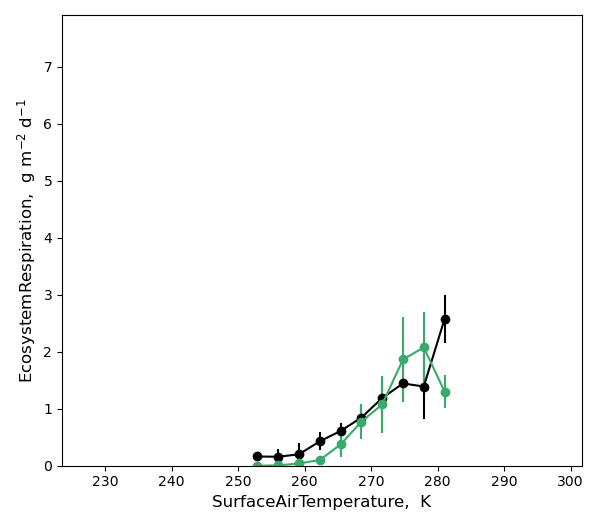 7
6
5
4
3
2
1
0
EcosystemRespiration, g m⁻² d⁻¹
230 240 250 260 270 280 290 300
SurfaceAirTemperature, K